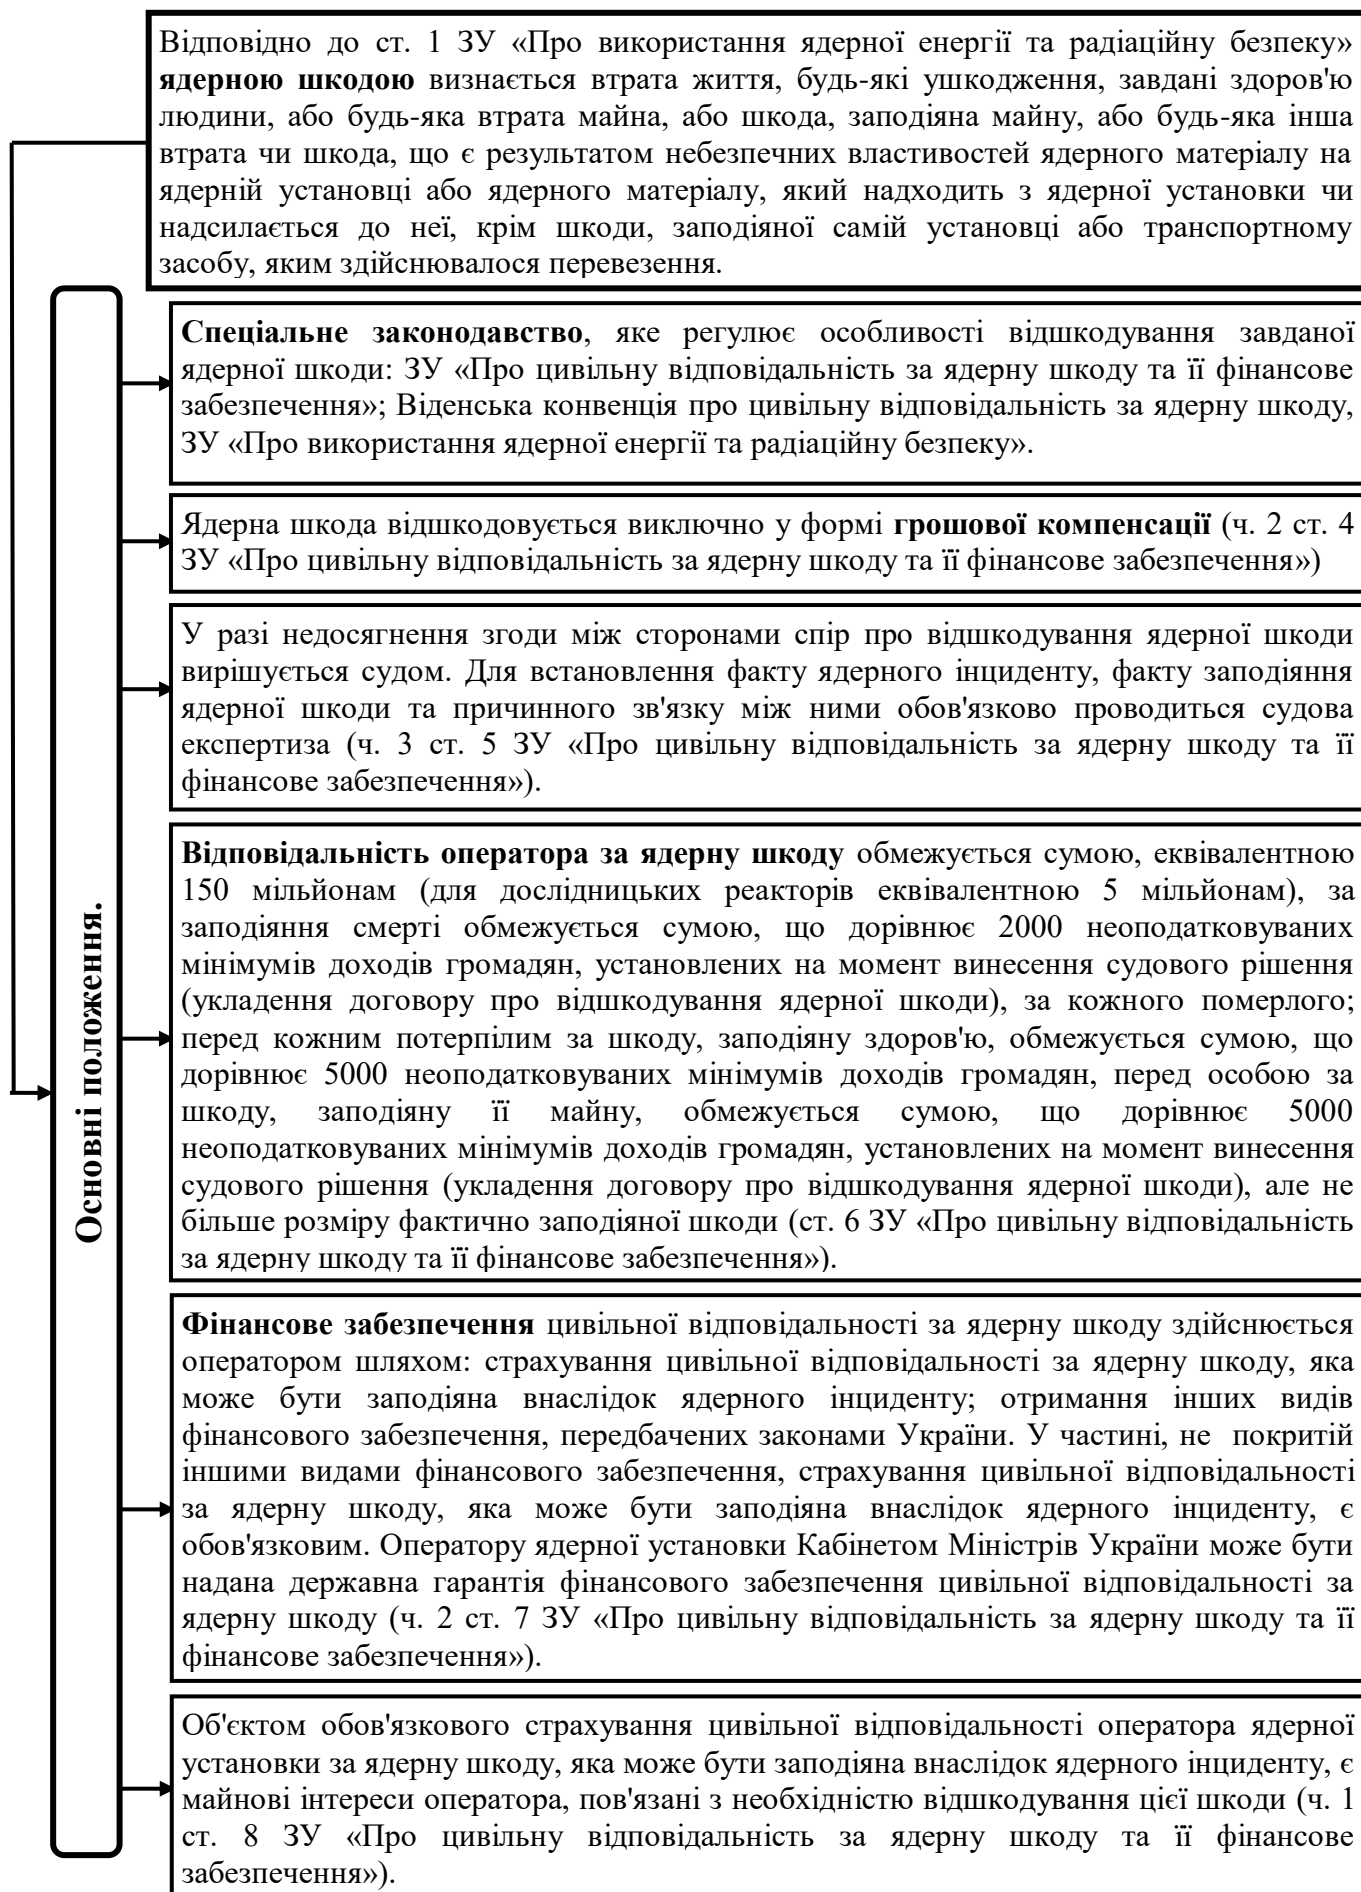 Відповідно до ст. 1 ЗУ «Про використання ядерної енергії та радіаційну безпеку»
ядерною шкодою визнається втрата життя, будь-які ушкодження, завдані здоров'ю
людини, або будь-яка втрата майна, або шкода, заподіяна майну, або будь-яка інша
втрата чи шкода, що є результатом небезпечних властивостей ядерного матеріалу на
ядерній установці або ядерного матеріалу, який надходить з ядерної установки чи
надсилається до неї, крім шкоди, заподіяної самій установці або транспортному
засобу, яким здійснювалося перевезення.
Основні положення.
Спеціальне законодавство, яке регулює особливості відшкодування завданої
ядерної шкоди: ЗУ «Про цивільну відповідальність за ядерну шкоду та її фінансове
забезпечення»; Віденська конвенція про цивільну відповідальність за ядерну шкоду,
ЗУ «Про використання ядерної енергії та радіаційну безпеку».
Ядерна шкода відшкодовується виключно у формі грошової компенсації (ч. 2 ст. 4
ЗУ «Про цивільну відповідальність за ядерну шкоду та її фінансове забезпечення»)
У разі недосягнення згоди між сторонами спір про відшкодування ядерної шкоди
вирішується судом. Для встановлення факту ядерного інциденту, факту заподіяння
ядерної шкоди та причинного зв'язку між ними обов'язково проводиться судова
експертиза (ч. 3 ст. 5 ЗУ «Про цивільну відповідальність за ядерну шкоду та її
фінансове забезпечення»).
Відповідальність оператора за ядерну шкоду обмежується сумою, еквівалентною
150 мільйонам (для дослідницьких реакторів еквівалентною 5 мільйонам), за
заподіяння смерті обмежується сумою, що дорівнює 2000 неоподатковуваних
мінімумів доходів громадян, установлених на момент винесення судового рішення
(укладення договору про відшкодування ядерної шкоди), за кожного померлого;
перед кожним потерпілим за шкоду, заподіяну здоров'ю, обмежується сумою, що
дорівнює 5000 неоподатковуваних мінімумів доходів громадян, перед особою за
шкоду, заподіяну її майну, обмежується сумою, що дорівнює 5000
неоподатковуваних мінімумів доходів громадян, установлених на момент винесення
судового рішення (укладення договору про відшкодування ядерної шкоди), але не
більше розміру фактично заподіяної шкоди (ст. 6 ЗУ «Про цивільну відповідальність
за ядерну шкоду та її фінансове забезпечення»).
Фінансове забезпечення цивільної відповідальності за ядерну шкоду здійснюється
оператором шляхом: страхування цивільної відповідальності за ядерну шкоду, яка
може бути заподіяна внаслідок ядерного інциденту; отримання інших видів
фінансового забезпечення, передбачених законами України. У частині, не покритій
іншими видами фінансового забезпечення, страхування цивільної відповідальності
за ядерну шкоду, яка може бути заподіяна внаслідок ядерного інциденту, є
обов'язковим. Оператору ядерної установки Кабінетом Міністрів України може бути
надана державна гарантія фінансового забезпечення цивільної відповідальності за
ядерну шкоду (ч. 2 ст. 7 ЗУ «Про цивільну відповідальність за ядерну шкоду та її
фінансове забезпечення»).
Об'єктом обов'язкового страхування цивільної відповідальності оператора ядерної
установки за ядерну шкоду, яка може бути заподіяна внаслідок ядерного інциденту, є
майнові інтереси оператора, пов'язані з необхідністю відшкодування цієї шкоди (ч. 1
ст. 8 ЗУ «Про цивільну відповідальність за ядерну шкоду та її фінансове
забезпечення»).